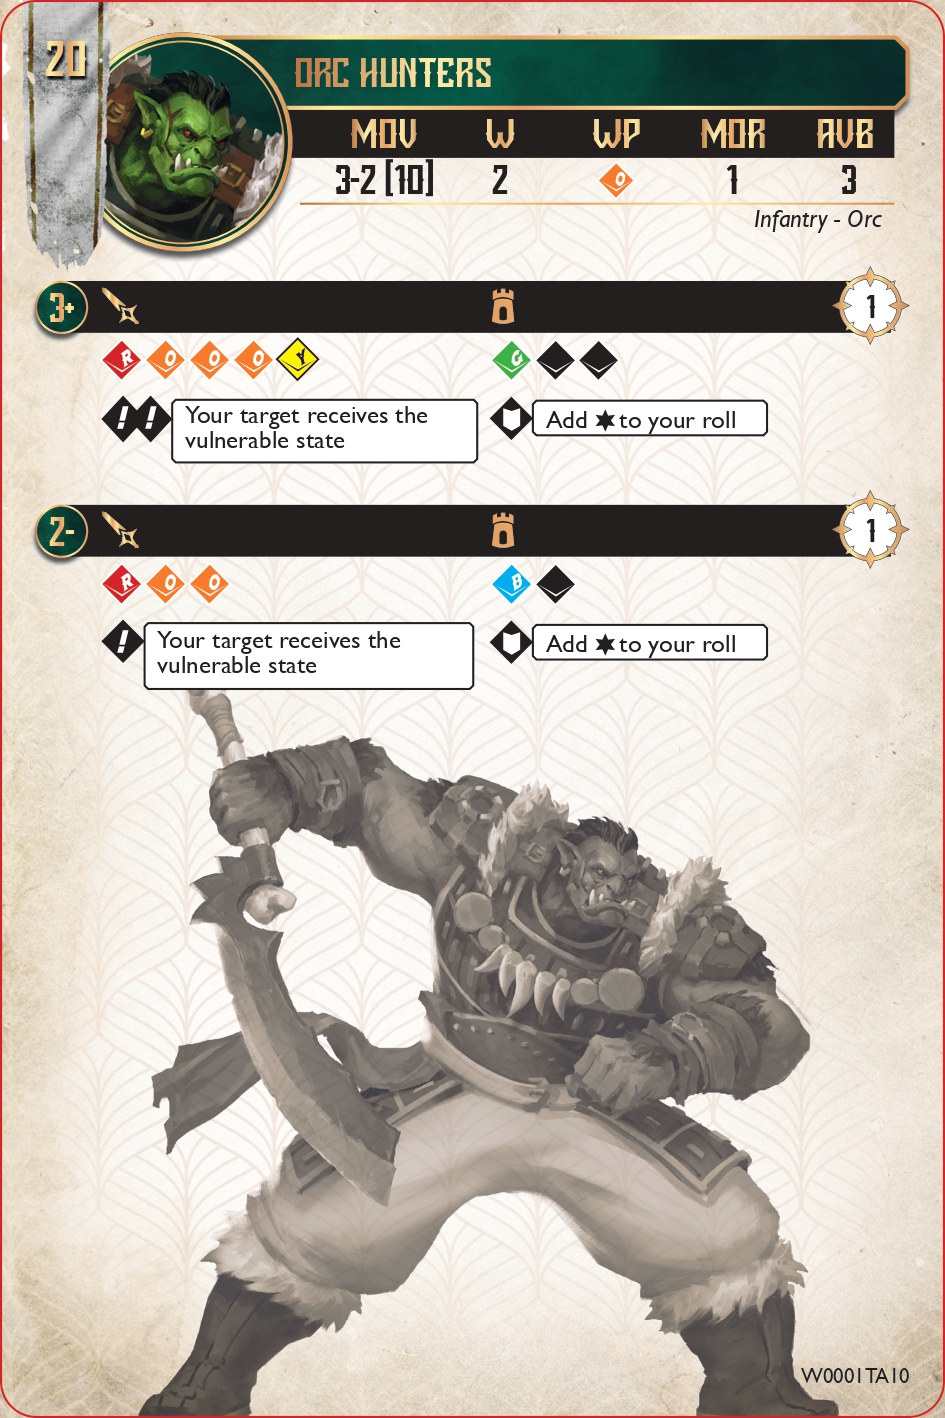 20
ORC HUNTERS
MOV W WP MOR AVB
3-2 [10] 2 O 1 3
Infantry - Orc
3+ 1
R O O O Y G
! ! Your target receives the
vulnerable state
Add ✶ to your roll
2- 1
R O O B
! Your target receives the
vulnerable state
Add ✶ to your roll
W0001TA10